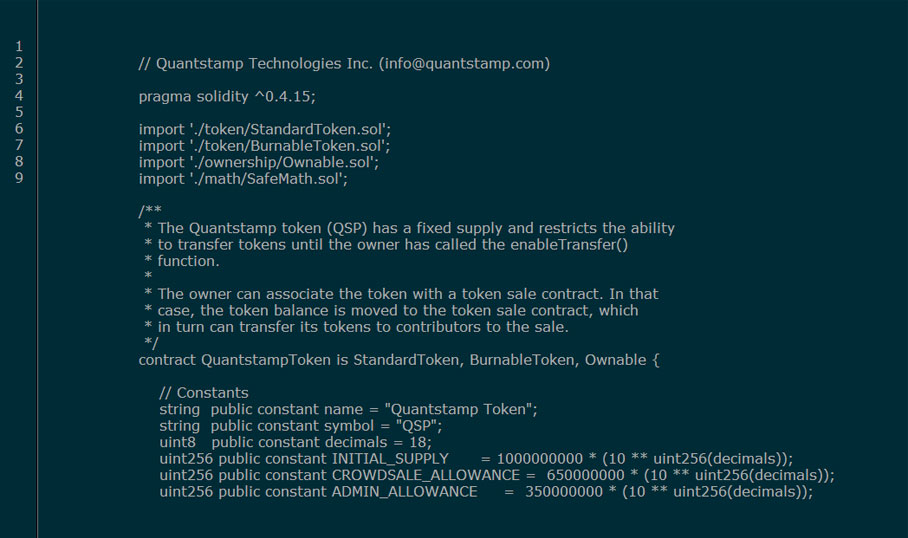 1
2 // Quantstamp Technologies Inc. (info@quantstamp.com)
3
4 pragma solidity ^0.4.15;
5
6 import './token/StandardToken.sol';
7 import './token/BurnableToken.sol';
8 import './ownership/Ownable.sol';
9 import './math/SafeMath.sol';
/**
* The Quantstamp token (QSP) has a fixed supply and restricts the ability
* to transfer tokens until the owner has called the enableTransfer()
* function.
*
* The owner can associate the token with a token sale contract. In that
* case, the token balance is moved to the token sale contract, which
* in turn can transfer its tokens to contributors to the sale.
*/
contract QuantstampToken is StandardToken, BurnableToken, Ownable {
// Constants
string  public constant name = "Quantstamp Token";
string  public constant symbol = "QSP";
uint8   public constant decimals = 18;
uint256 public constant INITIAL_SUPPLY      = 1000000000 * (10 ** uint256(decimals));
uint256 public constant CROWDSALE_ALLOWANCE =  650000000 * (10 ** uint256(decimals));
uint256 public constant ADMIN_ALLOWANCE     =  350000000 * (10 ** uint256(decimals));